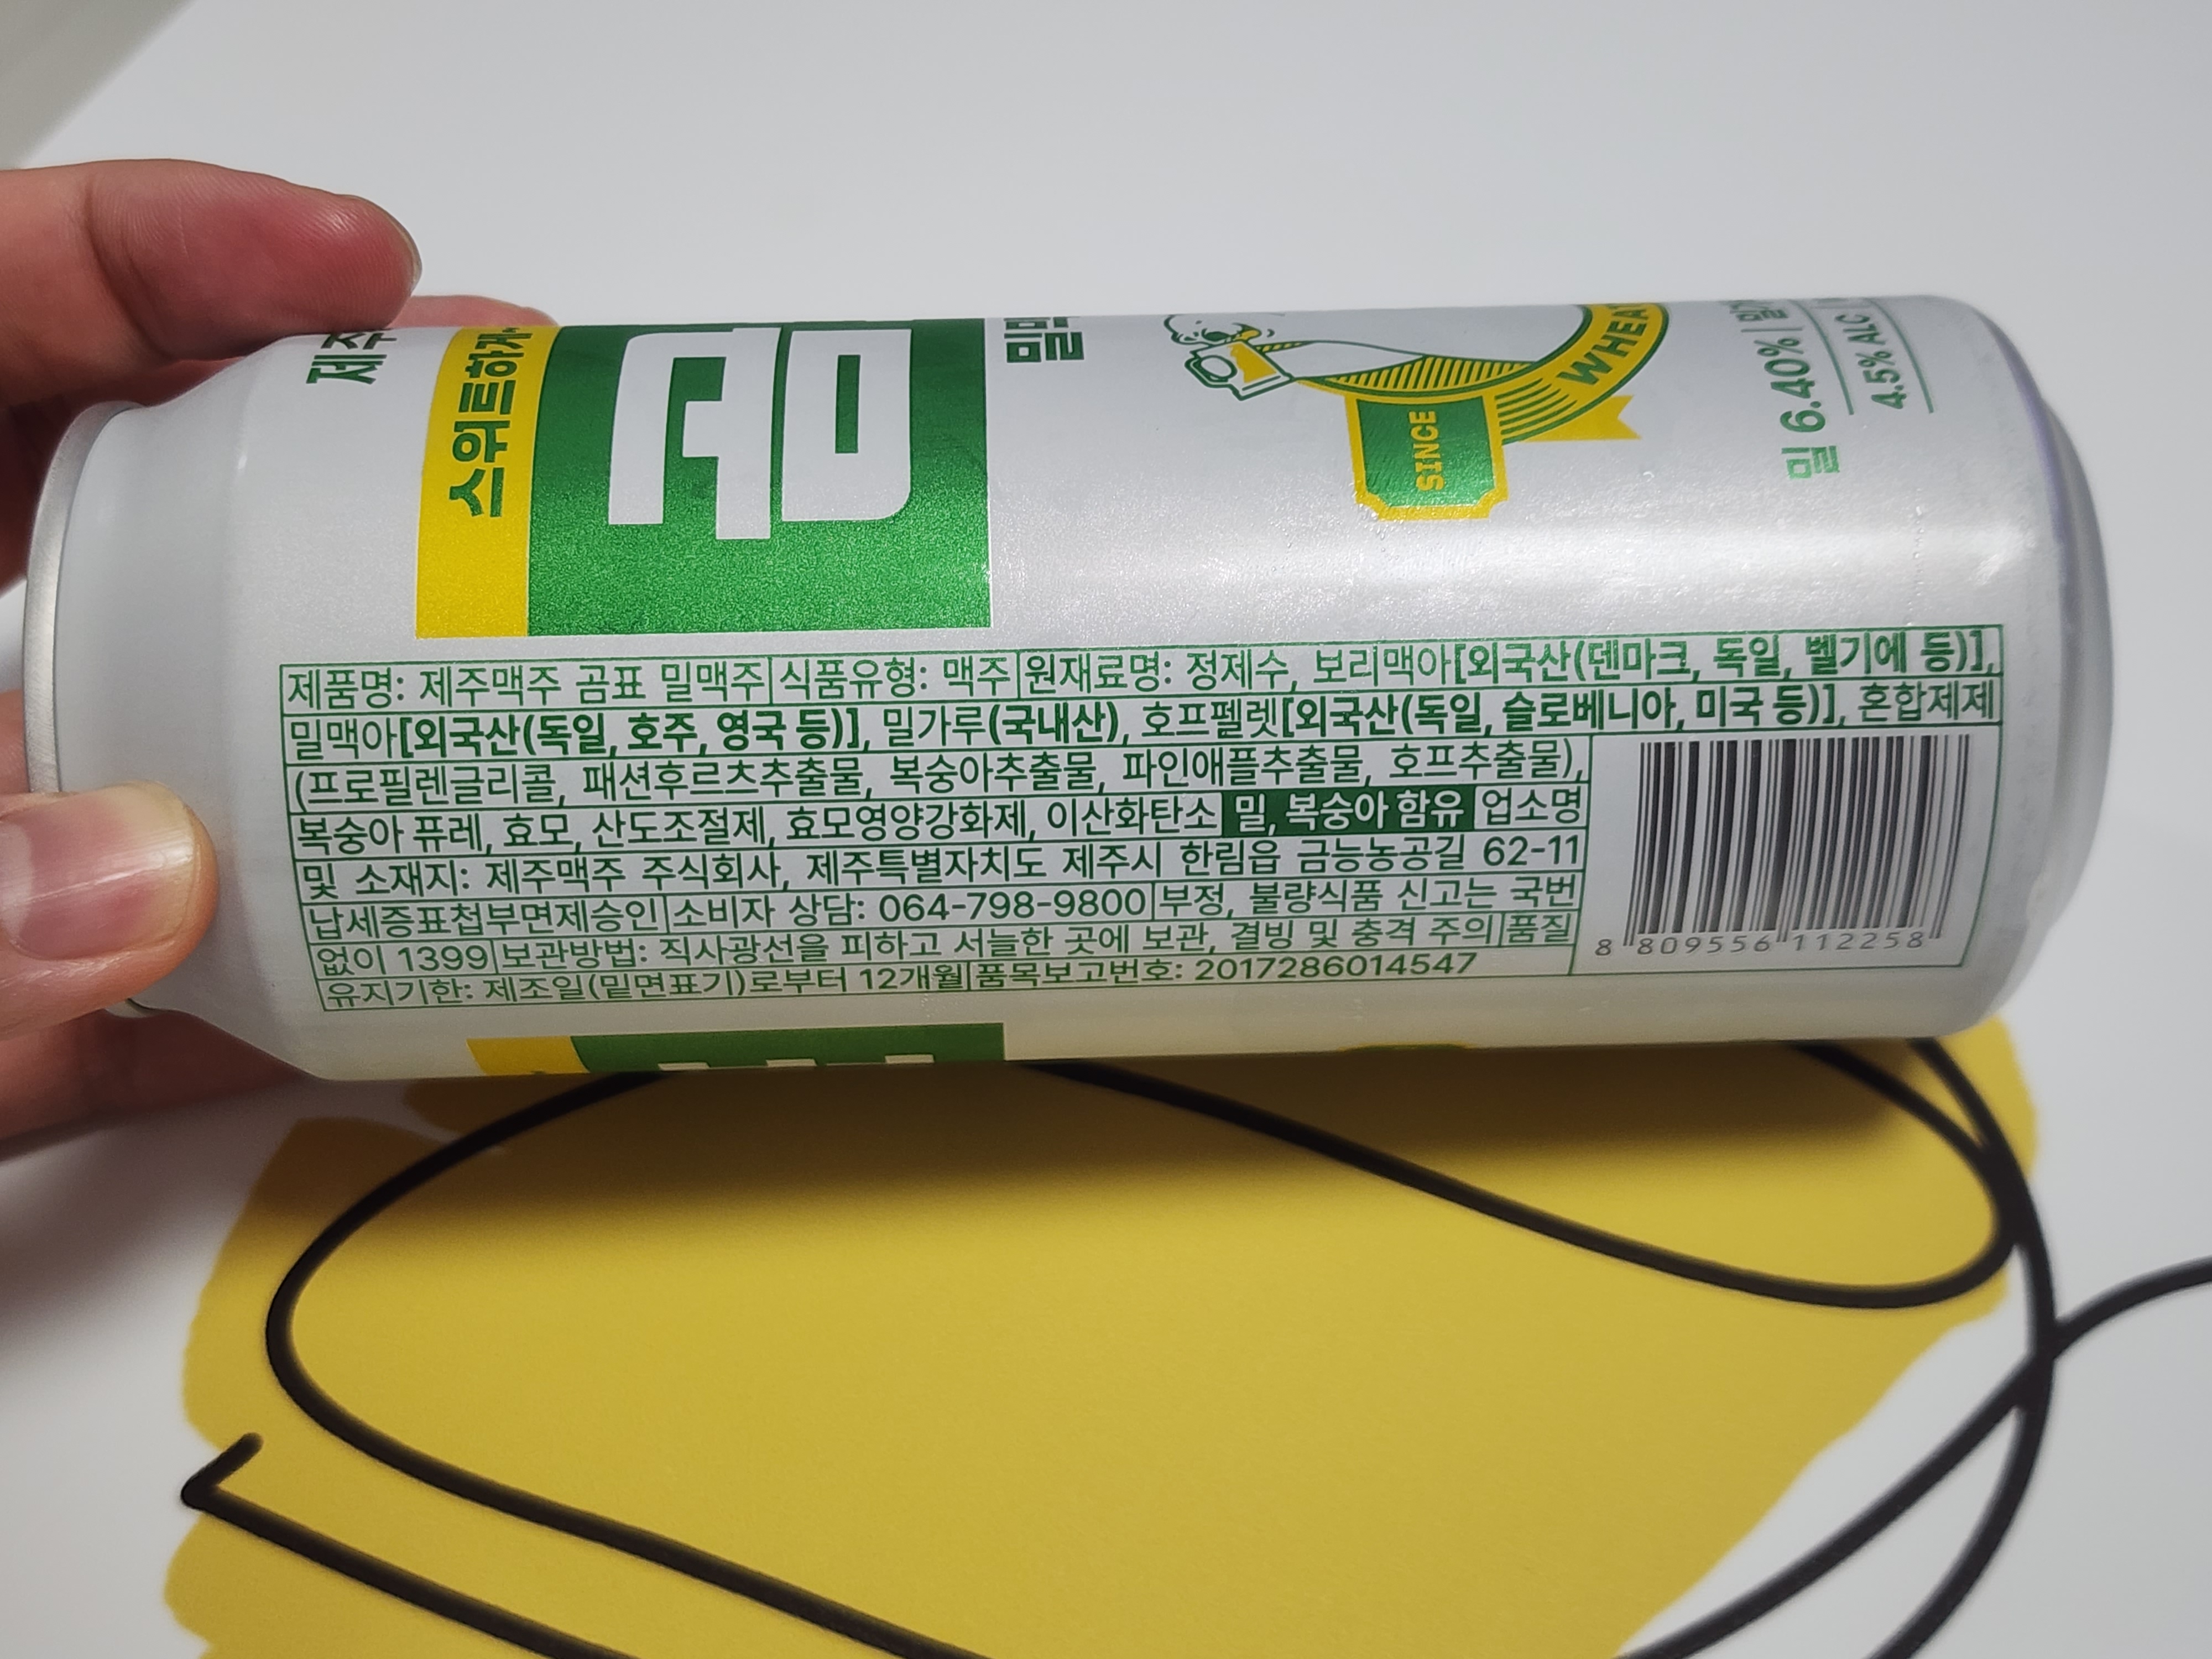 제주
스위트하게~
곰
밀맥
SINCE
WHEA
밀 6.40% |
4.5% ALC
제품명: 제주맥주 곰표 밀맥주 식품유형: 맥주 원재료명: 정제수, 보리맥아[외국산(덴마크, 독일, 벨기에 등)],
밀맥아[외국산(독일, 호주, 영국 등)], 밀가루(국내산), 호프펠렛[외국산(독일, 슬로베니아, 미국 등)], 혼합제제
(프로필렌글리콜, 패션후르츠추출물, 복숭아추출물, 파인애플추출물, 호프추출물),
복숭아 퓨레, 효모, 산도조절제, 효모영양강화제, 이산화탄소 밀, 복숭아 함유 업소명
및 소재지: 제주맥주 주식회사, 제주특별자치도 제주시 한림읍 금능농공길 62-11
납세증표첩부면제승인 소비자 상담: 064-798-9800 부정, 불량식품 신고는 국번
없이 1399 보관방법: 직사광선을 피하고 서늘한 곳에 보관, 결빙 및 충격 주의 품질
유지기한: 제조일(밑면표기)로부터 12개월 품목보고번호: 2017286014547
8 809556 112258